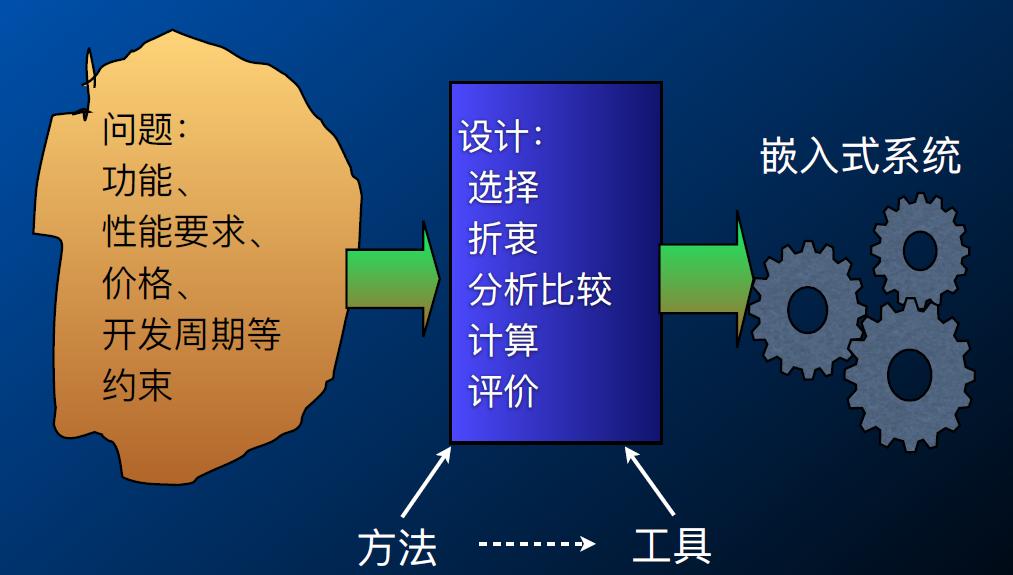 问题：
功能、
性能要求、
价格、
开发周期等
约束
设计：
选择
折衷
分析比较
计算
评价
嵌入式系统
方法
工具